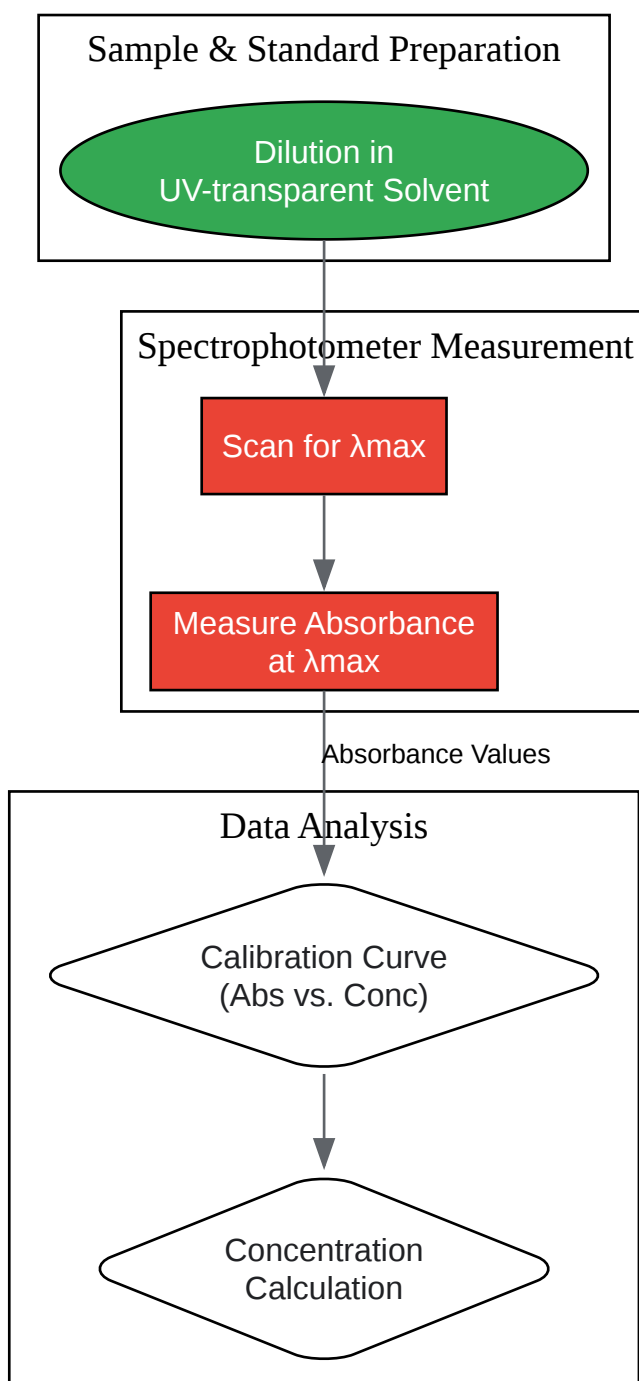 Sample & Standard Preparation
Dilution in
UV-transparent Solvent
Spectrophotometer Measurement
Scan for λmax
Measure Absorbance
at λmax
Absorbance Values
Data Analysis
Calibration Curve
(Abs vs. Conc)
Concentration
Calculation